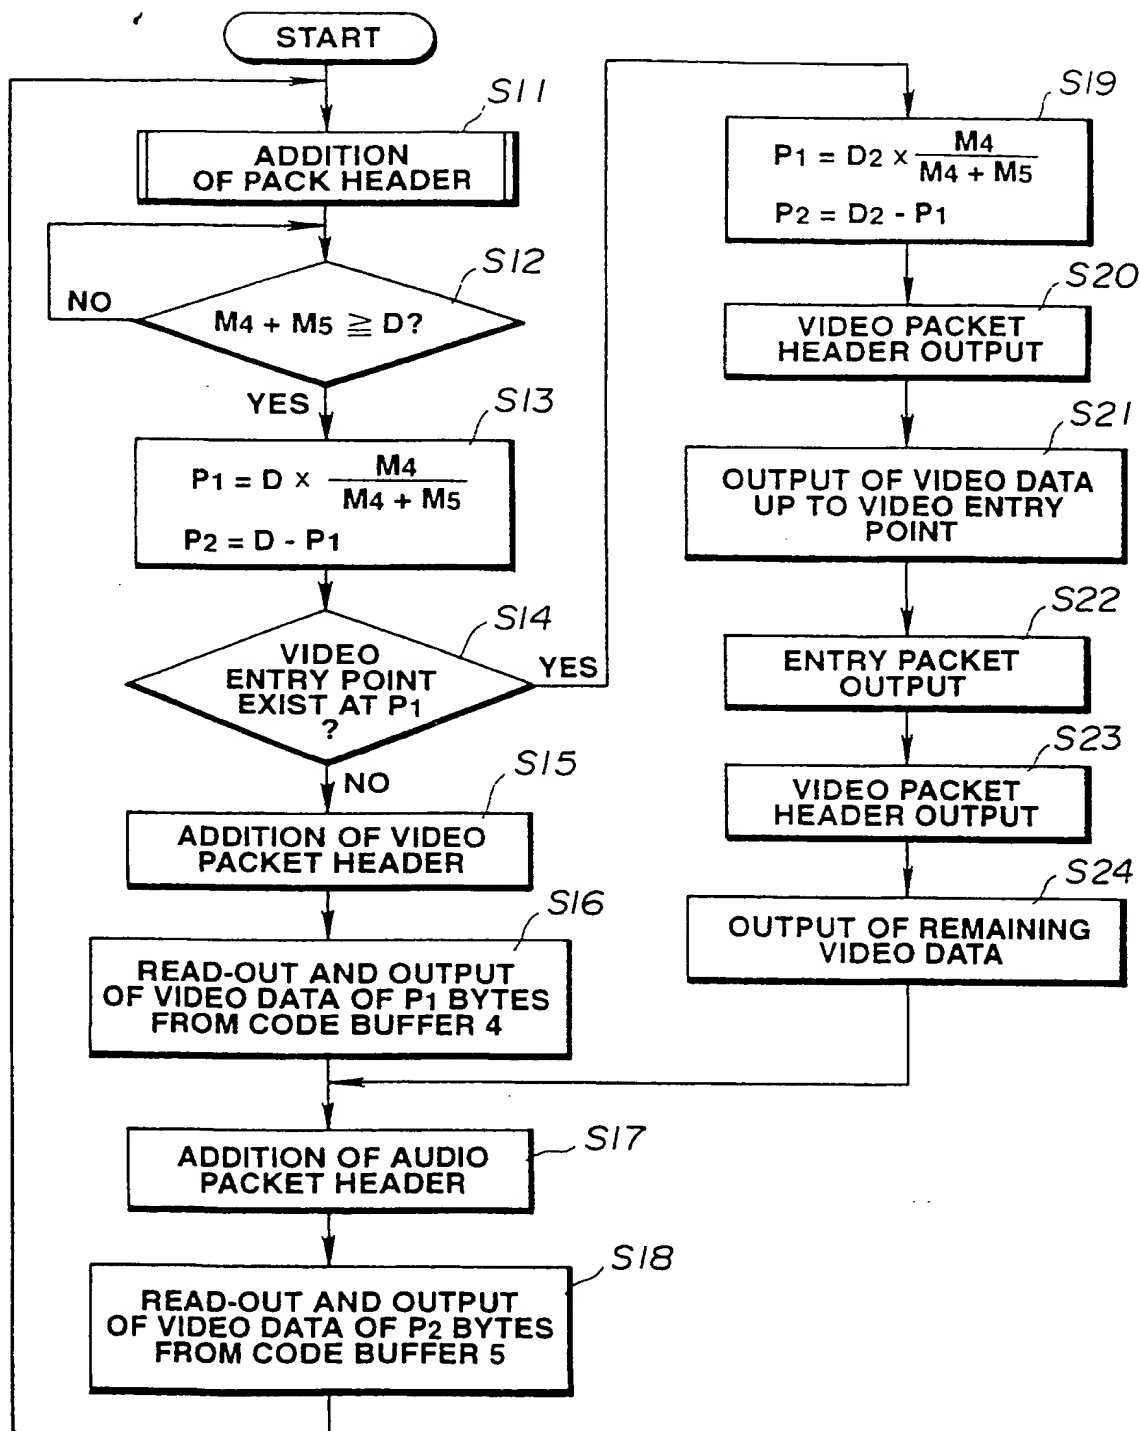 START
S11
ADDITION
OF PACK HEADER
S12
NO
M4 + M5 ≧ D?
YES
S13
P1 = D × M4 / M4 + M5
P2 = D - P1
S14
VIDEO
ENTRY POINT
EXIST AT P1
?
YES
NO
S15
ADDITION OF VIDEO
PACKET HEADER
S16
READ-OUT AND OUTPUT
OF VIDEO DATA OF P1 BYTES
FROM CODE BUFFER 4
S17
ADDITION OF AUDIO
PACKET HEADER
S18
READ-OUT AND OUTPUT
OF VIDEO DATA OF P2 BYTES
FROM CODE BUFFER 5
S19
P1 = D2 × M4 / M4 + M5
P2 = D2 - P1
S20
VIDEO PACKET
HEADER OUTPUT
S21
OUTPUT OF VIDEO DATA
UP TO VIDEO ENTRY
POINT
S22
ENTRY PACKET
OUTPUT
S23
VIDEO PACKET
HEADER OUTPUT
S24
OUTPUT OF REMAINING
VIDEO DATA